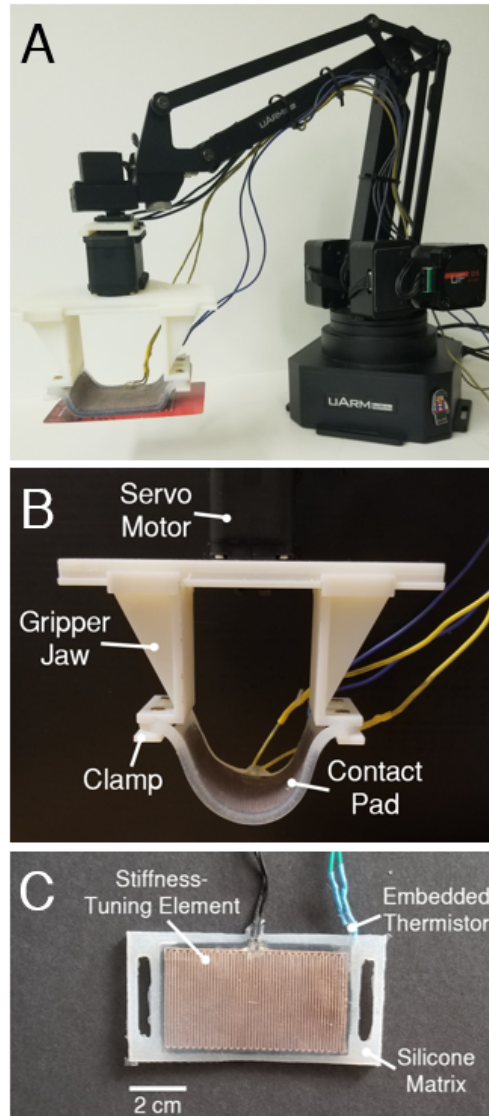 A
UARM
UARM
B
Servo
Motor
Gripper
Jaw
Clamp
Contact
Pad
C
Stiffness-
Tuning Element
Embedded
Thermistor
Silicone
Matrix
2 cm